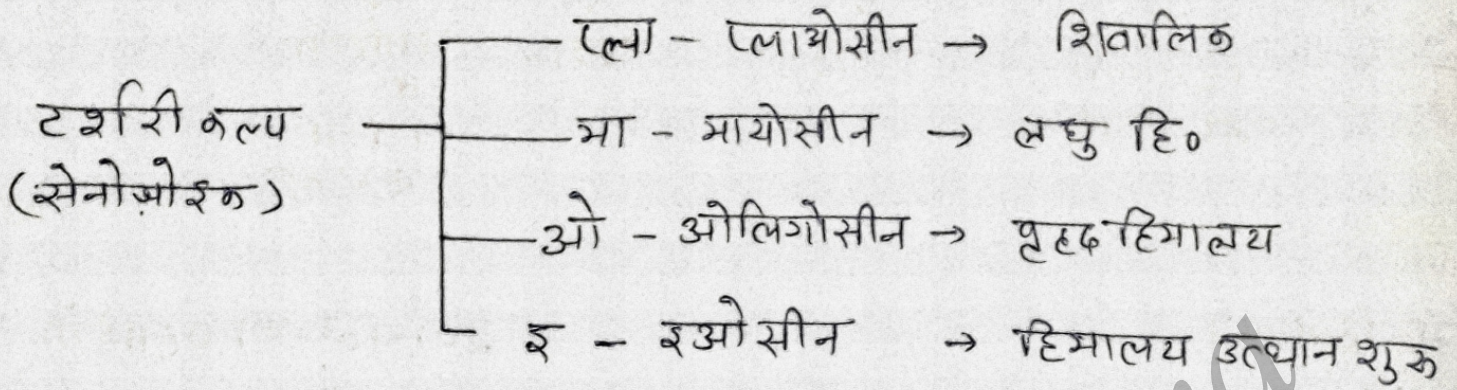 प्ला - प्लायोसीन → शिवालिक
टर्शरी कल्प
मा - मायोसीन → लघु हि०
(सेनोज़ोइक)
ओ - ओलिगोसीन → वृहद हिमालय
इ - इओसीन → हिमालय उत्थान शुरू